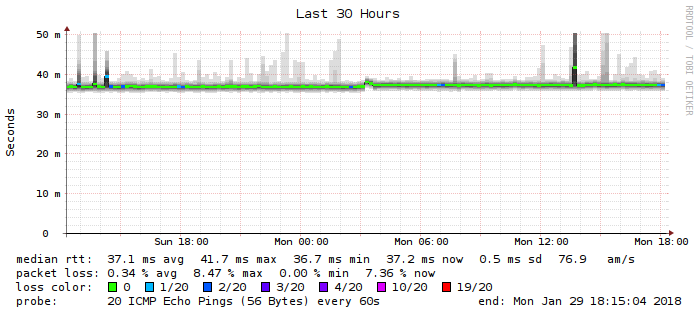 Last 30 Hours
RRDTOOL / TOBI OETIKER
Seconds
50 m
40 m
30 m
20 m
10 m
0
Sun 18:00 Mon 00:00 Mon 06:00 Mon 12:00 Mon 18:00
median rtt: 37.1 ms avg 41.7 ms max 36.7 ms min 37.2 ms now 0.5 ms sd 76.9 am/s
packet loss: 0.34 % avg 8.47 % max 0.00 % min 7.36 % now
loss color: 0 1/20 2/20 3/20 4/20 10/20 19/20
probe: 20 ICMP Echo Pings (56 Bytes) every 60s end: Mon Jan 29 18:15:04 2018